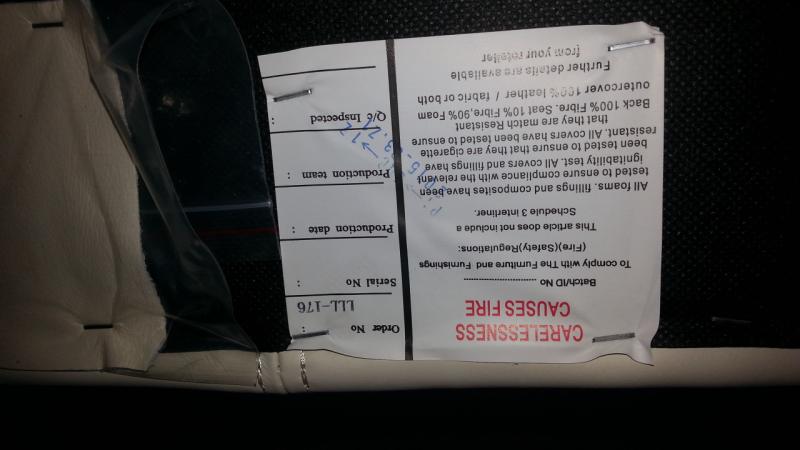 CARELESSNESS
CAUSES FIRE
Batch/ID No ........................
To comply with The Furniture and Furnishings
(Fire)(Safety)(Regulations:
This article does not include a
Schedule 3 interliner.
All foams. fillings and composites have been
tested to ensure compliance with the relevant
ignitability test. All covers and fillings have
been tested to ensure that they are cigarette
resistant. All covers have been tested to ensure
that they are Match Resistant
Back 100% Fibre. Seat 10% Fibre,90% Foam
outercover 100% leather / fabric or both
Further details are available
from your retailer
Order No :
LLL-176
Serial No
Production date :
Production team :
Q/c Inspected :